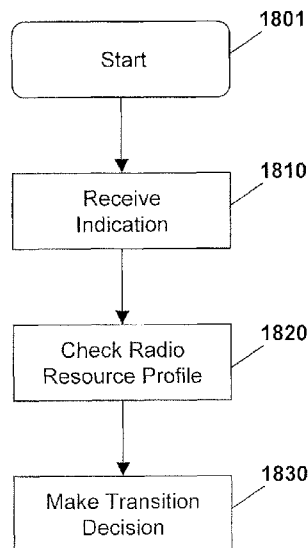 1801
Start
1810
Receive
Indication
1820
Check Radio
Resource Profile
1830
Make Transition
Decision